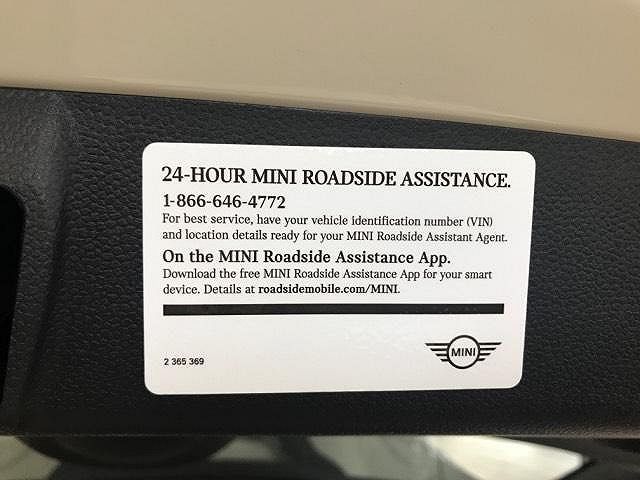 24-HOUR MINI ROADSIDE ASSISTANCE.
1-866-646-4772
For best service, have your vehicle identification number (VIN)
and location details ready for your MINI Roadside Assistant Agent.
On the MINI Roadside Assistance App.
Download the free MINI Roadside Assistance App for your smart
device. Details at roadsidemobile.com/MINI.
MINI
2 365 369